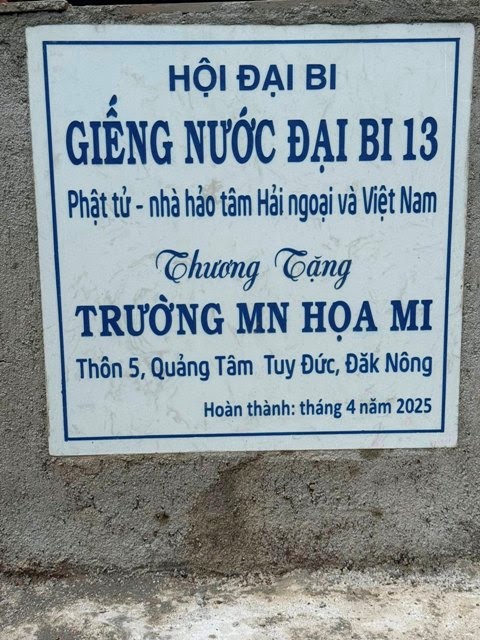 HỘI ĐẠI BI
GIẾNG NƯỚC ĐẠI BI 13
Phật tử - nhà hảo tâm Hải ngoại và Việt Nam
Thương Tặng
TRƯỜNG MN HỌA MI
Thôn 5, Quảng Tâm Tuy Đức, Đăk Nông
Hoàn thành: tháng 4 năm 2025